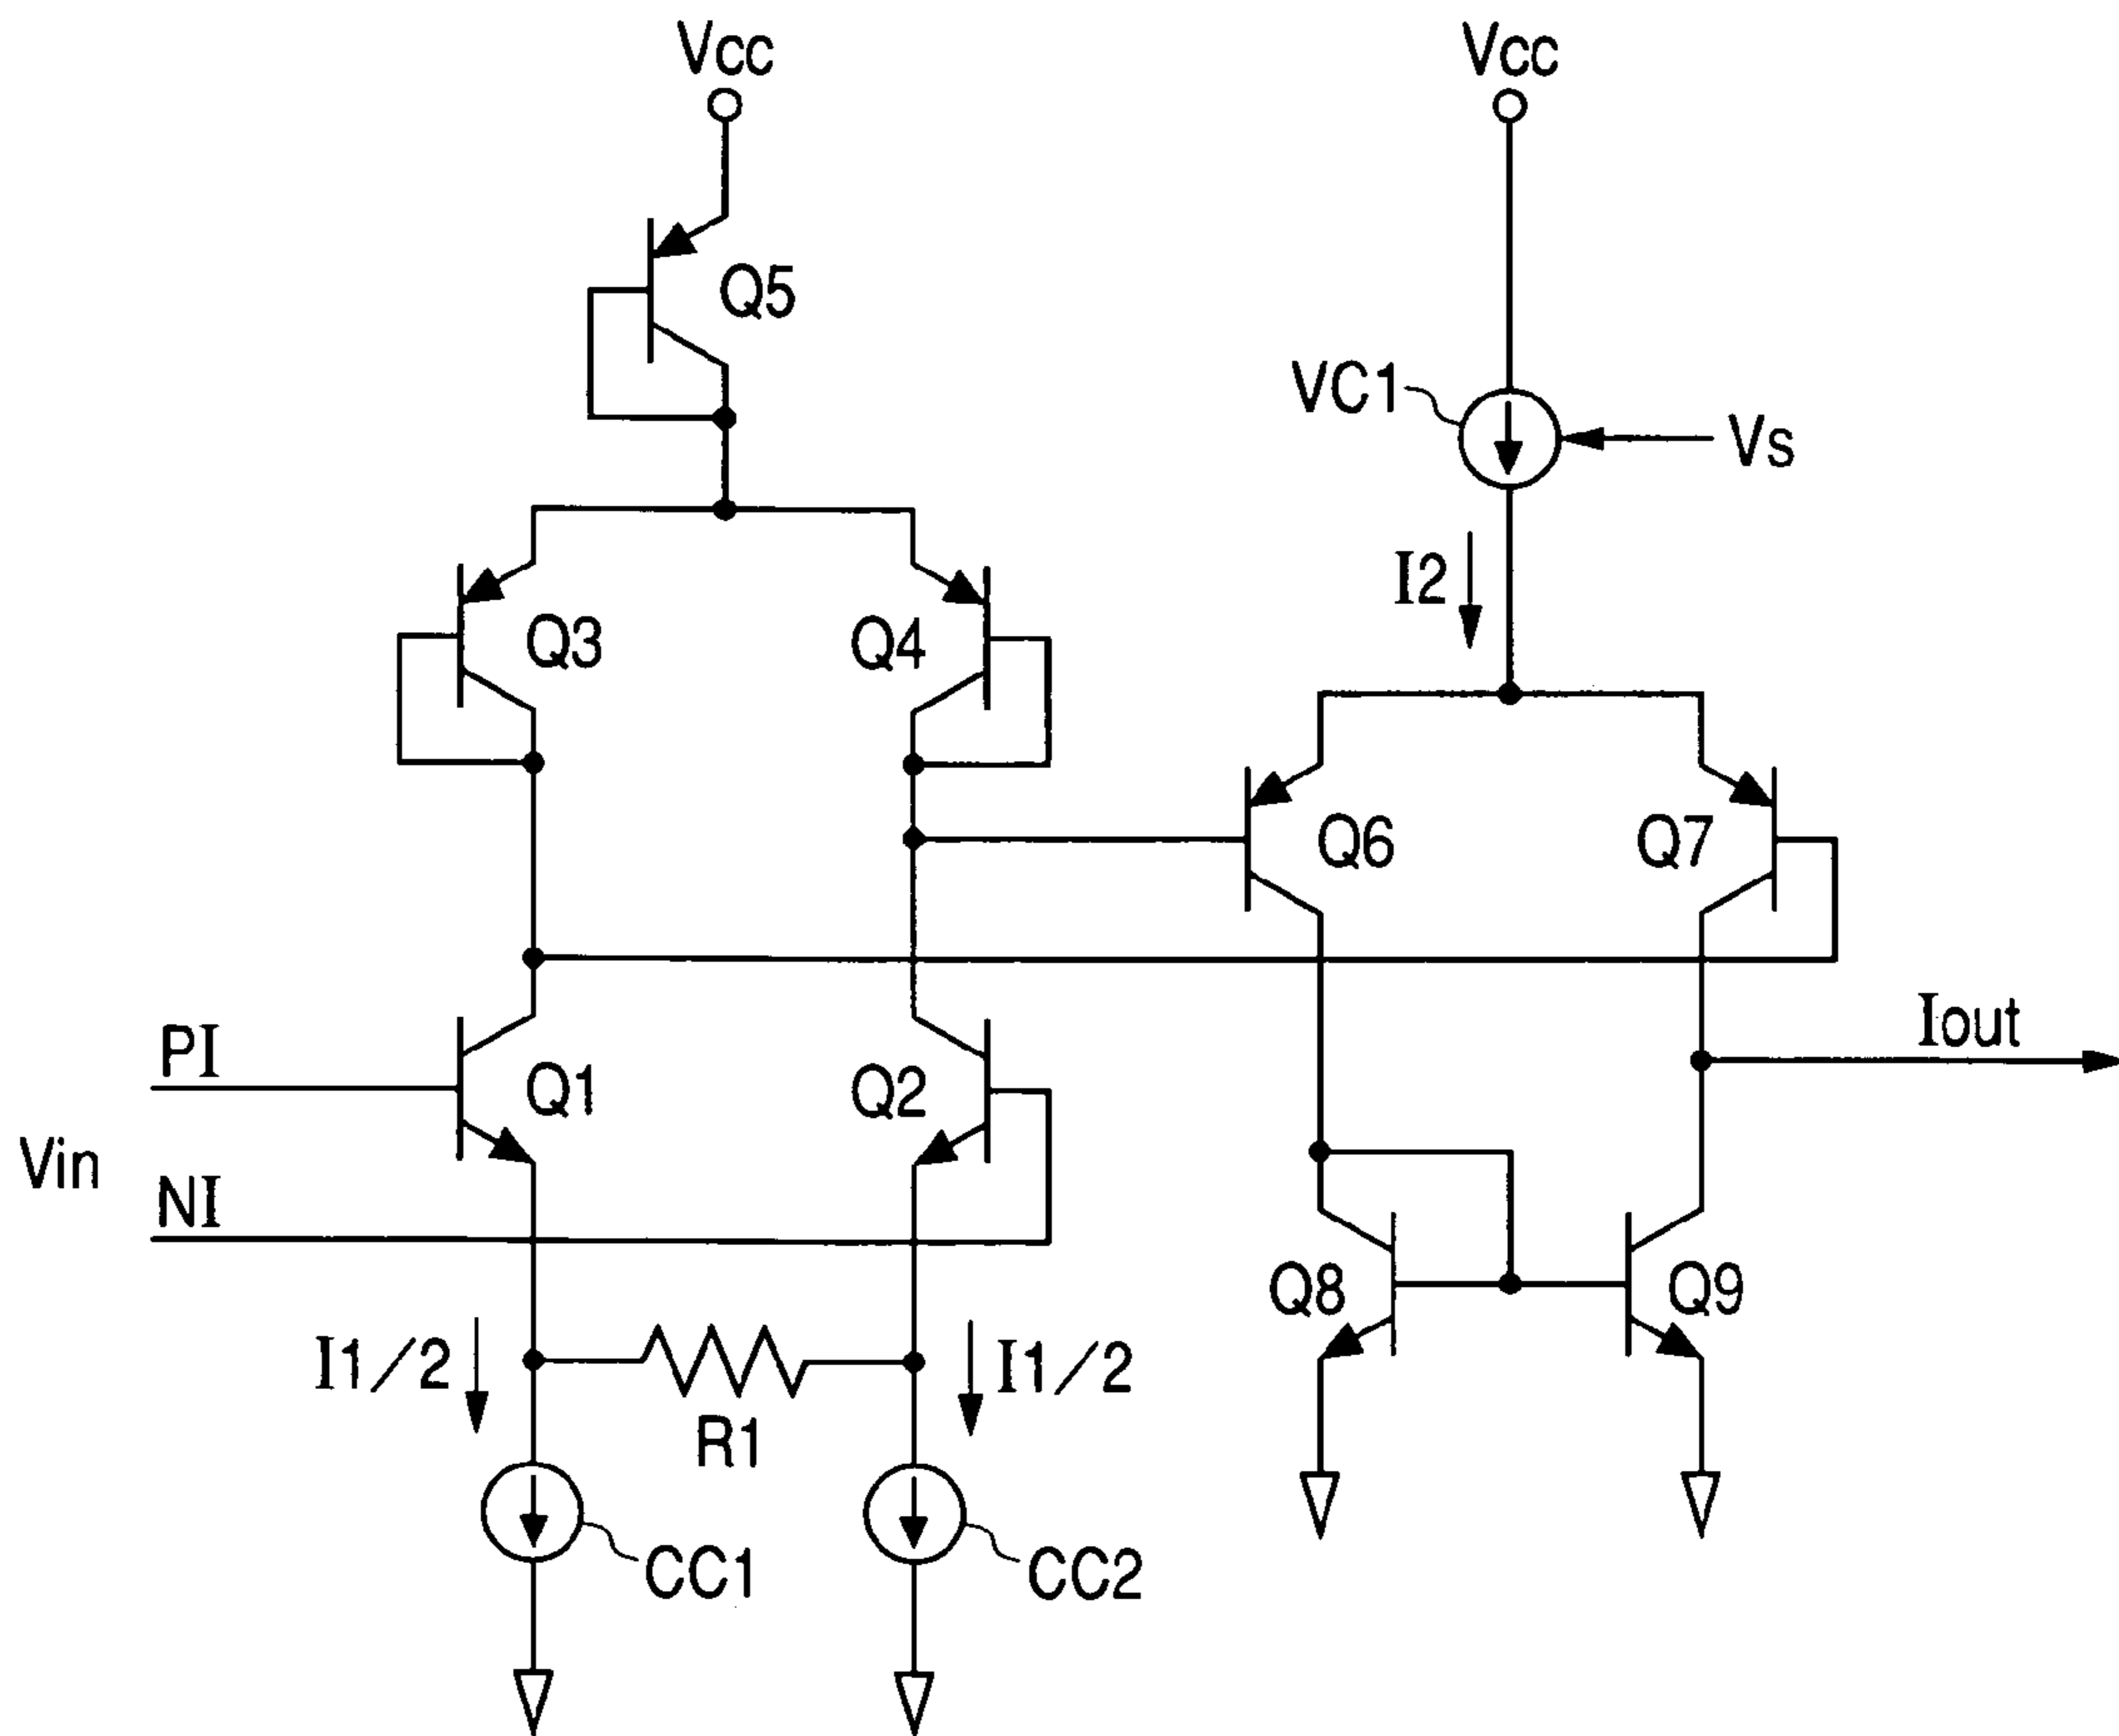 Vcc
Vcc
Q5
VC1
Vs
I2
Q3
Q4
Q6
Q7
Iout
PI
Q1
Q2
Vin
NI
Q8
Q9
I1/2
I1/2
R1
CC1
CC2